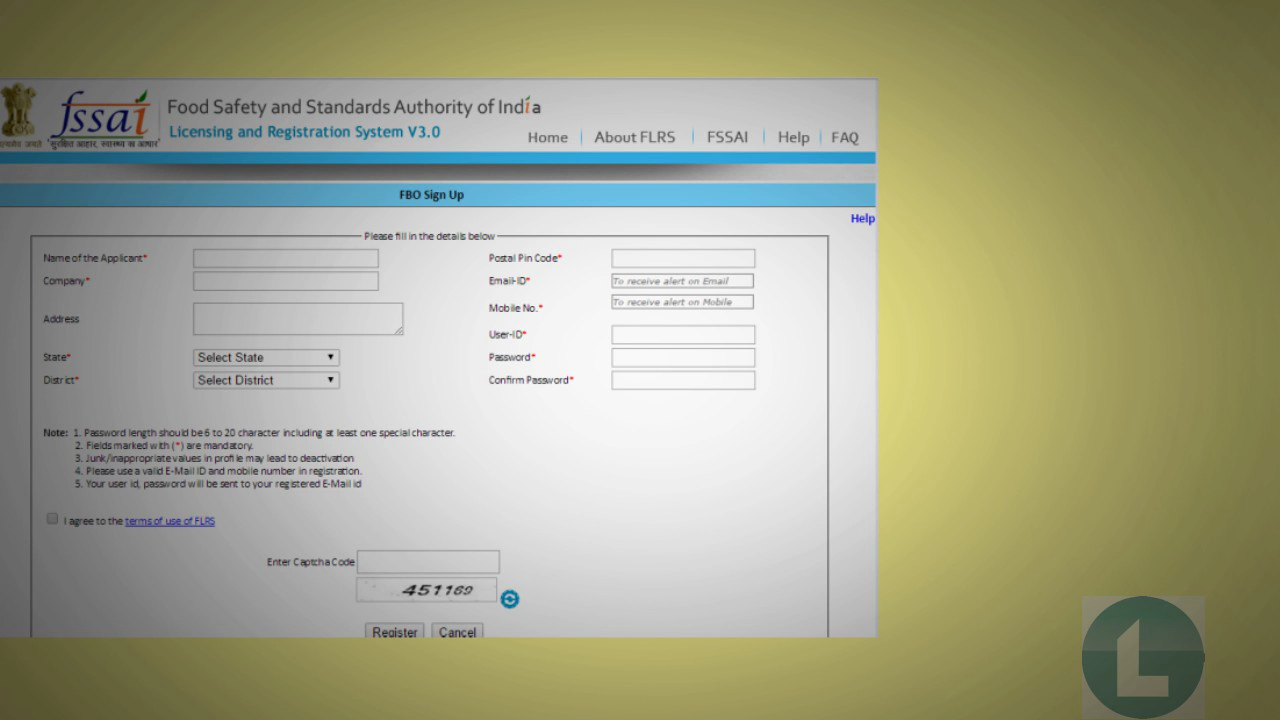 fssai
Food Safety and Standards Authority of India
Licensing and Registration System V3.0
Home About FLRS FSSAI Help FAQ
FBO Sign Up
Help
Please fill in the details below
Name of the Applicant* Postal Pin Code*
Company* Email-ID* To receive alert on Email
Mobile No.* To receive alert on Mobile
Address
User-ID*
State* Select State Password*
District* Select District Confirm Password*
Note: 1. Password length should be 6 to 20 character including at least one special character.
2. Fields marked with (*) are mandatory.
3. Junk/inappropriate values in profile may lead to deactivation
4. Please use a valid E-Mail ID and mobile number in registration.
5. Your user id, password will be sent to your registered E-Mail id
I agree to the terms of use of FLRS
Enter Captcha Code
451169
Register Cancel
L